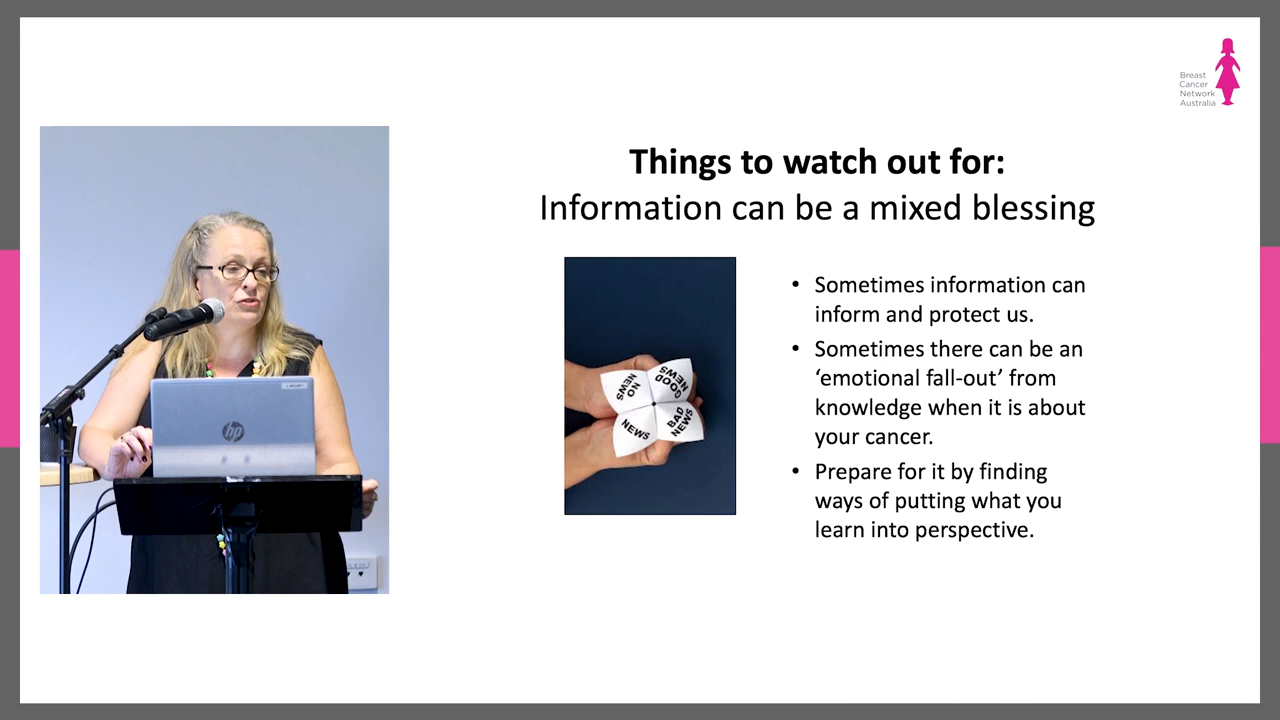 Breast
Cancer
Network
Australia
Things to watch out for:
Information can be a mixed blessing
• Sometimes information can
inform and protect us.
• Sometimes there can be an
‘emotional fall-out’ from
knowledge when it is about
your cancer.
• Prepare for it by finding
ways of putting what you
learn into perspective.
NO
NEWS
GOOD
NEWS
NEWS
BAD
NEWS
hp